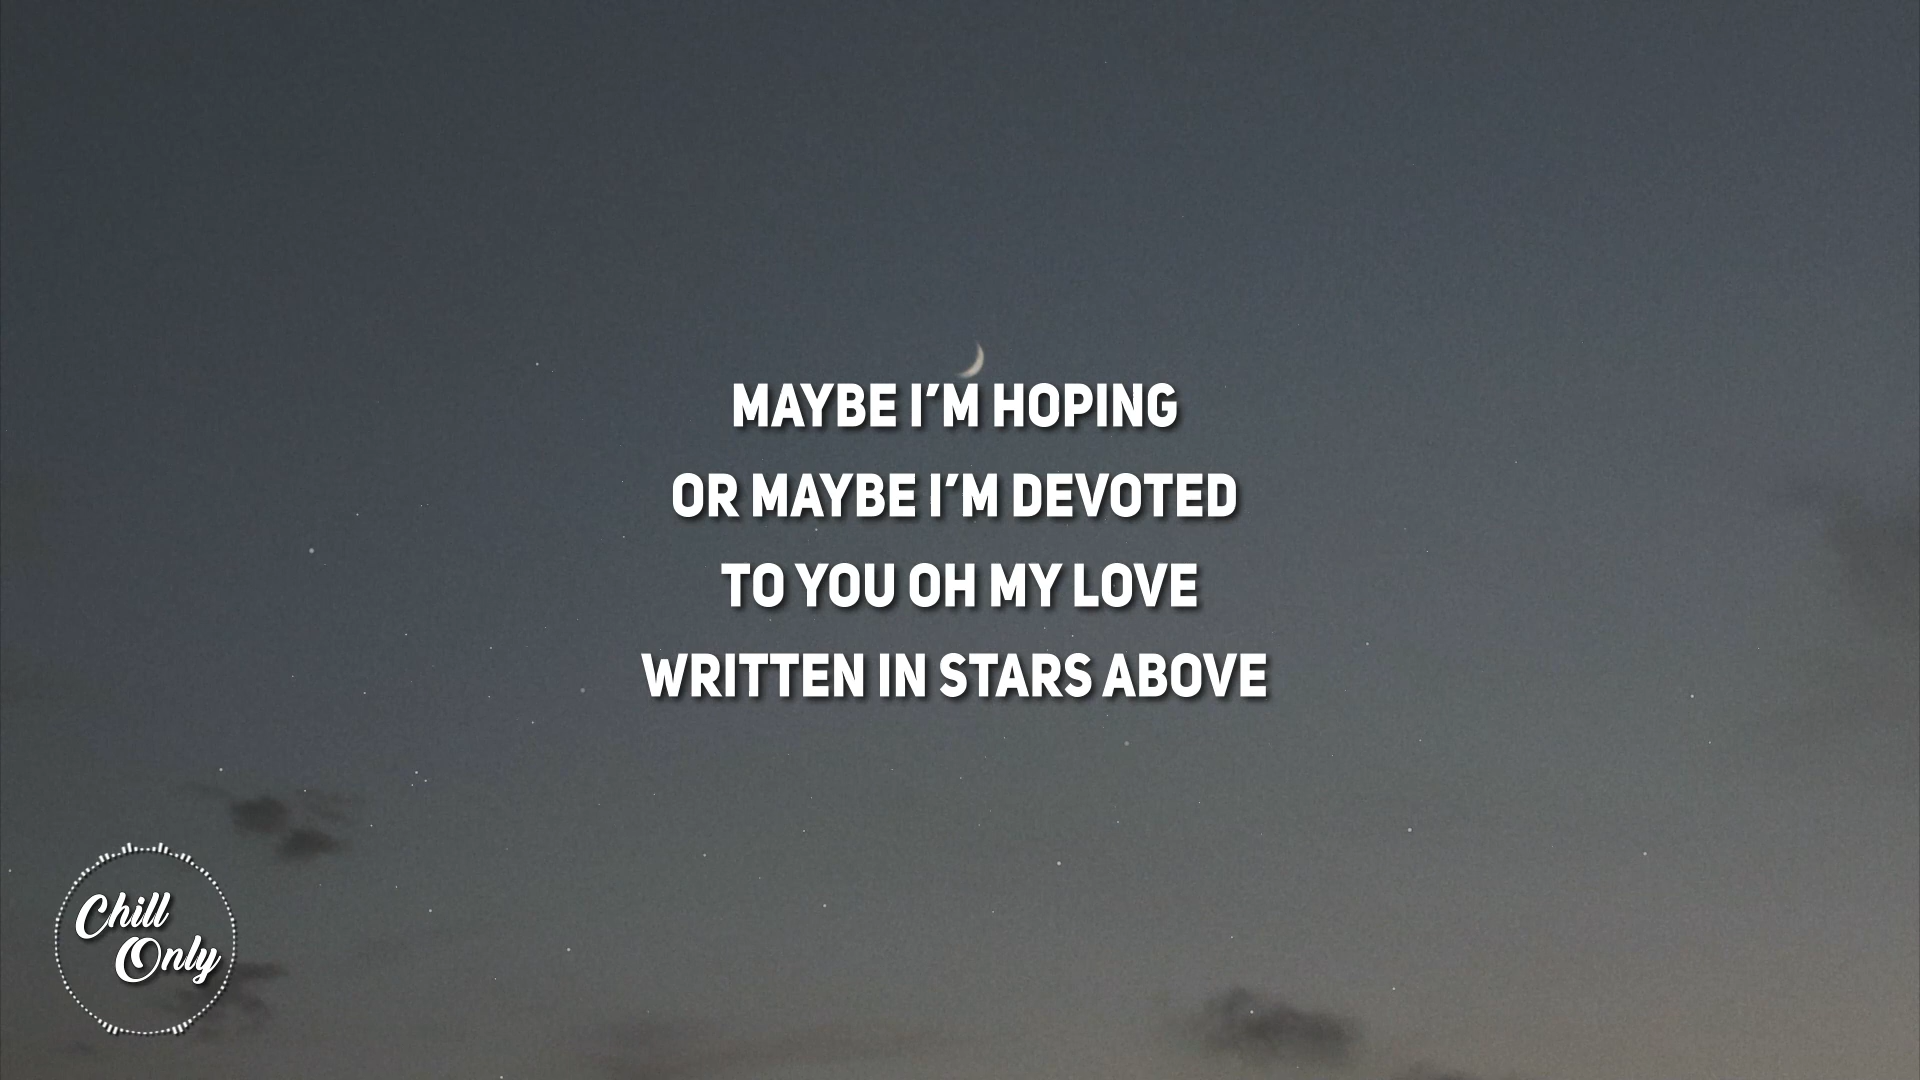 MAYBE I'M HOPING
OR MAYBE I'M DEVOTED
TO YOU OH MY LOVE
WRITTEN IN STARS ABOVE
Chill
Only